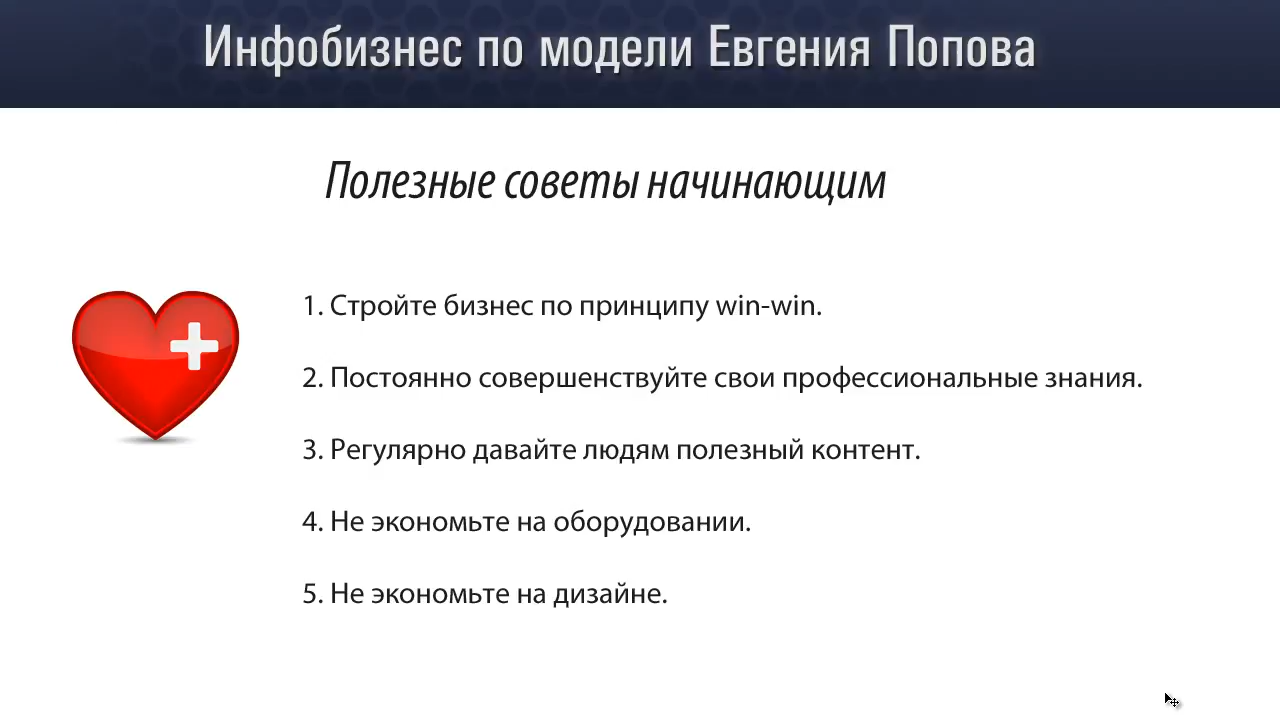 Инфобизнес по модели Евгения Попова
Полезные советы начинающим
1. Стройте бизнес по принципу win-win.
2. Постоянно совершенствуйте свои профессиональные знания.
3. Регулярно давайте людям полезный контент.
4. Не экономьте на оборудовании.
5. Не экономьте на дизайне.